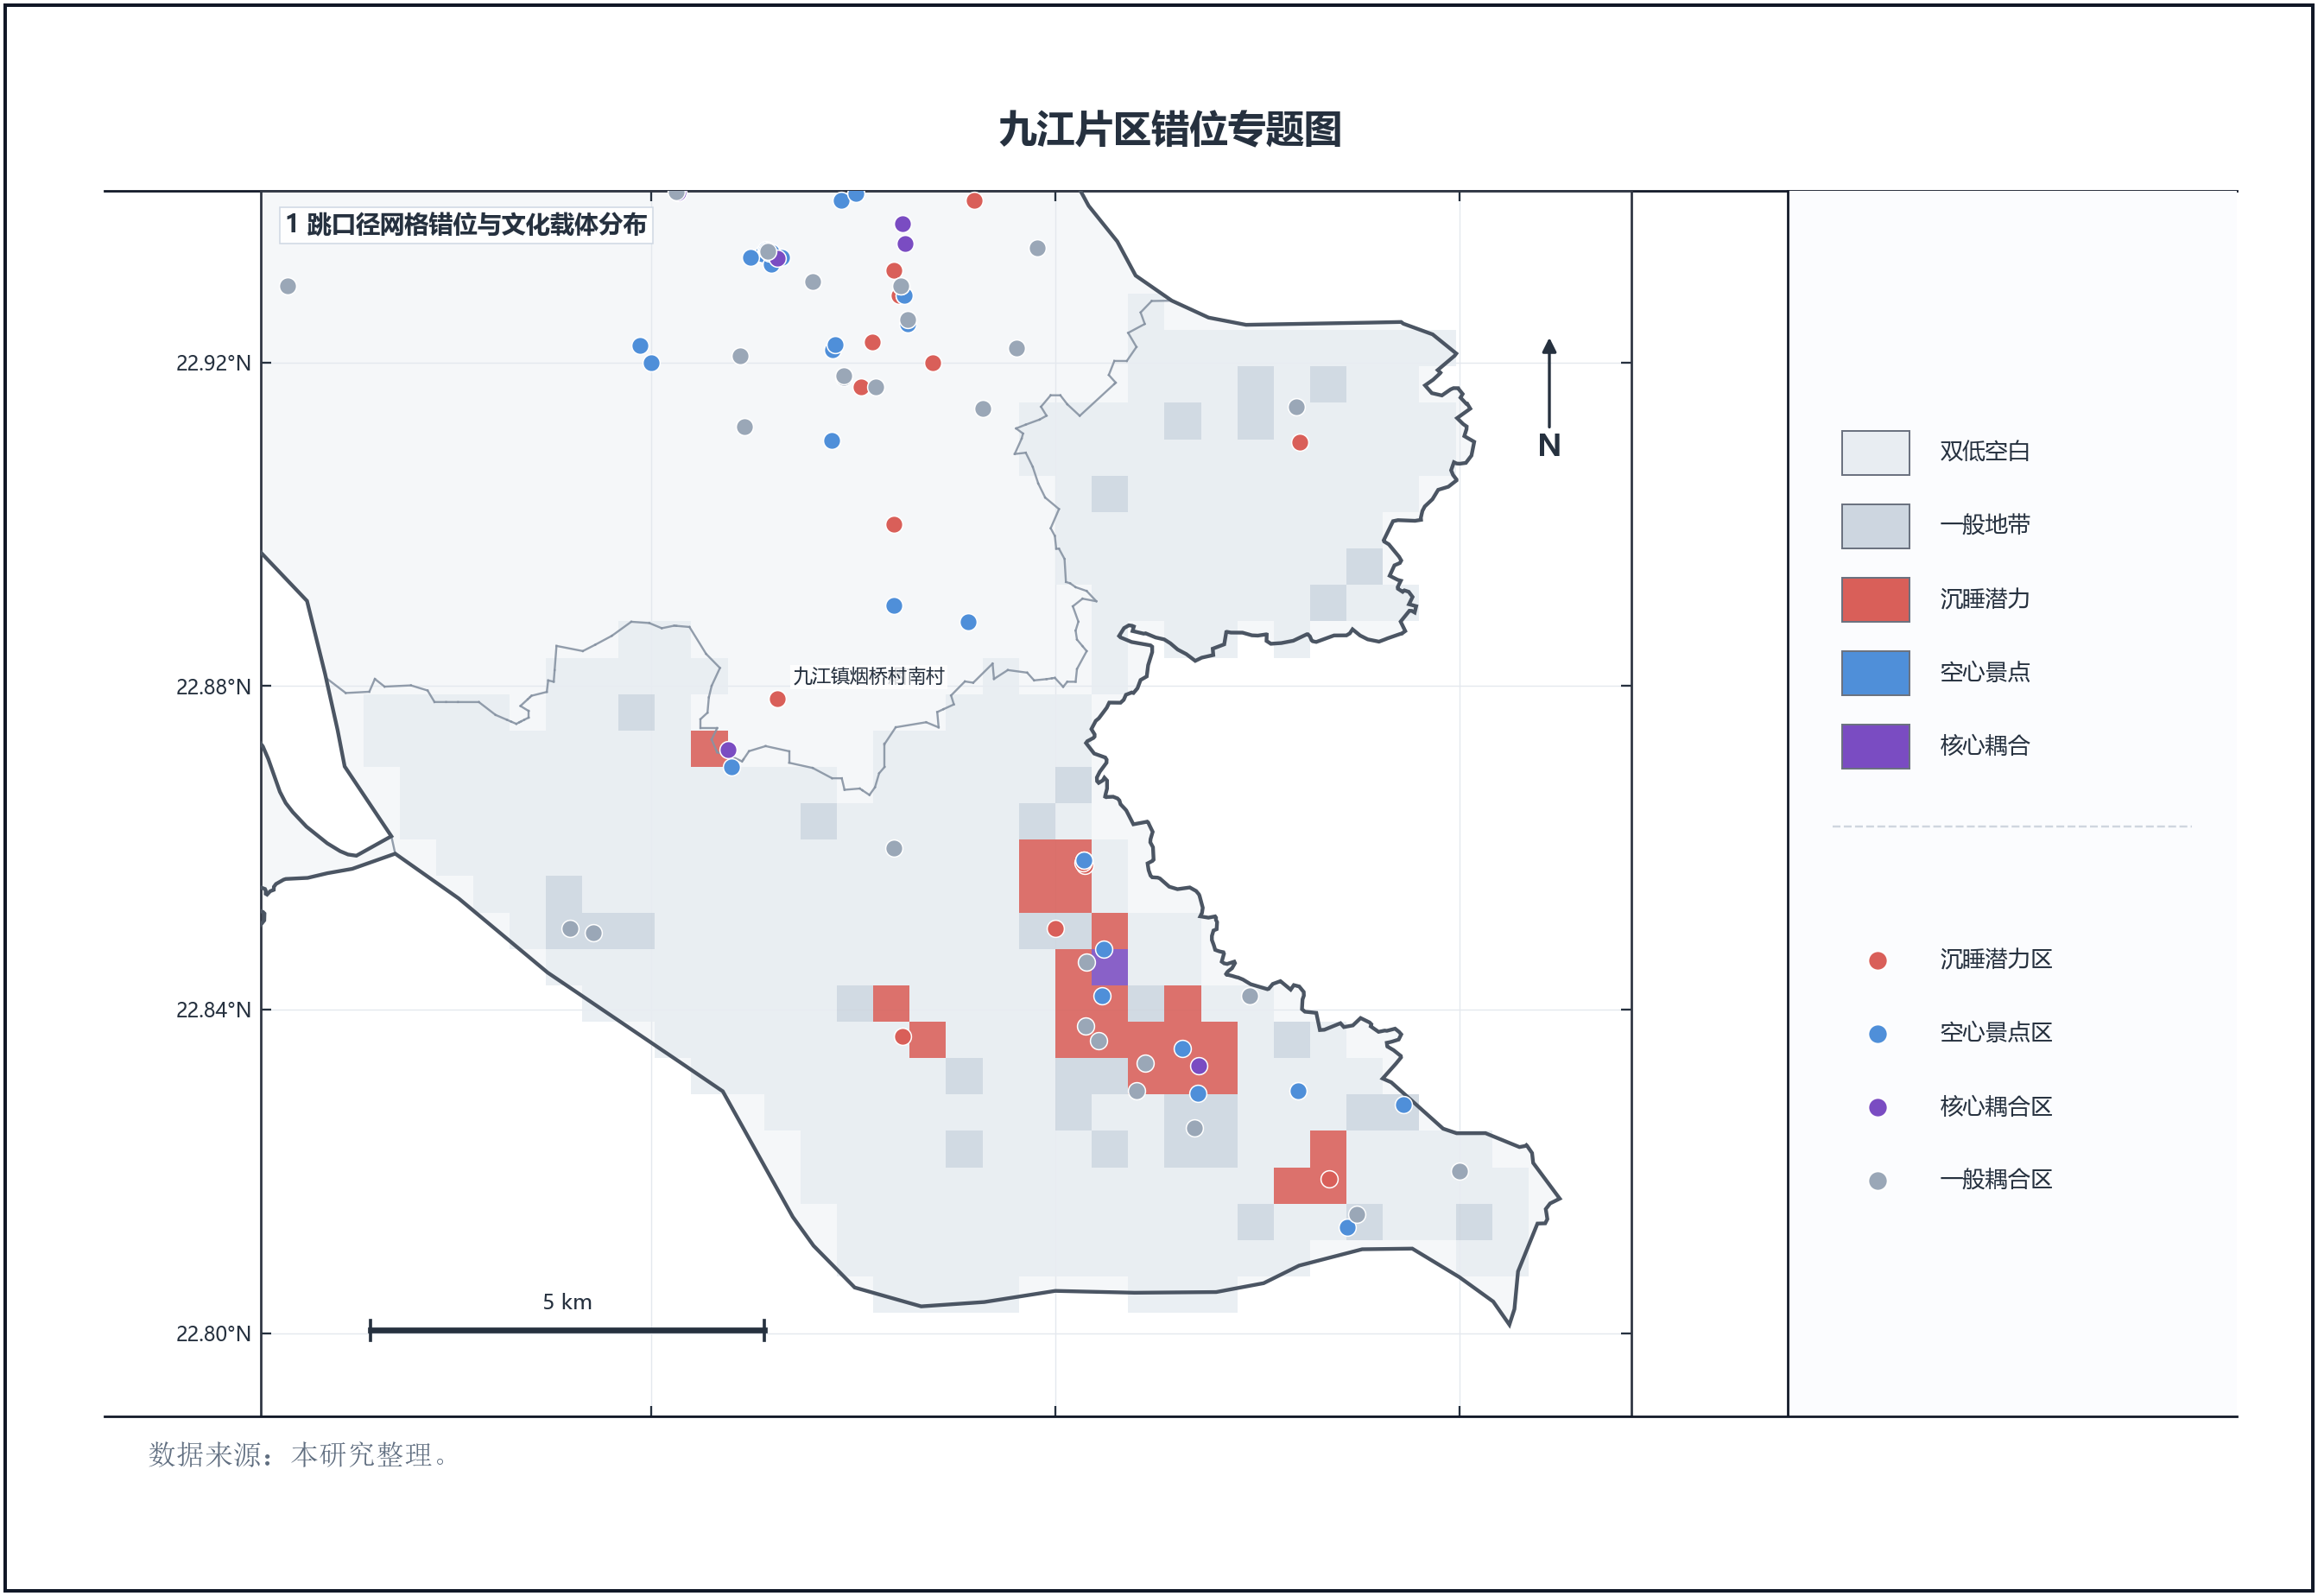 九江片区错位专题图
1 跳口径网格错位与文化载体分布
22.92°N
N
22.88°N
九江镇烟桥村南村
22.84°N
22.80°N
5 km
双低空白
一般地带
沉睡潜力
空心景点
核心耦合
沉睡潜力区
空心景点区
核心耦合区
一般耦合区
数据来源：本研究整理。